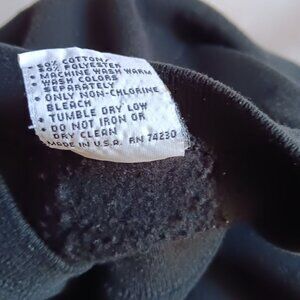 • 50% COTTON/
50% POLYESTER
• MACHINE WASH WARM
• WASH COLORS
SEPARATELY
• ONLY NON-CHLORINE
BLEACH
• TUMBLE DRY LOW
• DO NOT IRON OR
DRY CLEAN
MADE IN U.S.A. RN 74230